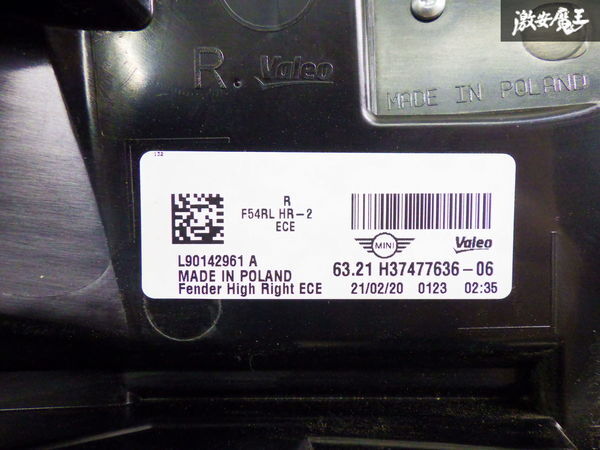 激安魔王
R. Valeo
MADE IN POLAND
132
R
F54RL HR-2
ECE
MINI
Valeo
L90142961 A
MADE IN POLAND
Fender High Right ECE
63.21 H37477636-06
21/02/20 0123 02:35